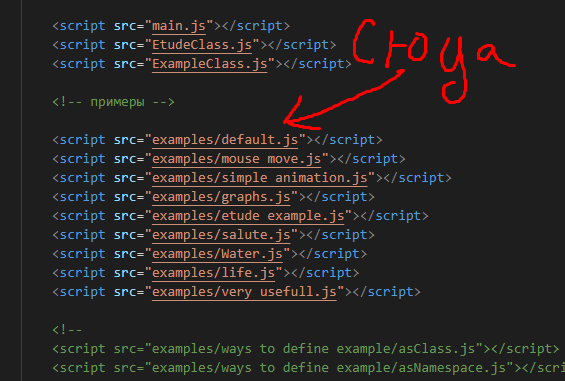 <script src="main.js"></script>
<script src="EtudeClass.js"></script>
<script src="ExampleClass.js"></script>
Сюда
<!-- примеры -->
<script src="examples/default.js"></script>
<script src="examples/mouse move.js"></script>
<script src="examples/simple animation.js"></script>
<script src="examples/graphs.js"></script>
<script src="examples/etude example.js"></script>
<script src="examples/salute.js"></script>
<script src="examples/Water.js"></script>
<script src="examples/life.js"></script>
<script src="examples/very usefull.js"></script>
<!--
<script src="examples/ways to define example/asClass.js"></script>
<script src="examples/ways to define example/asNamespace.js"></scri